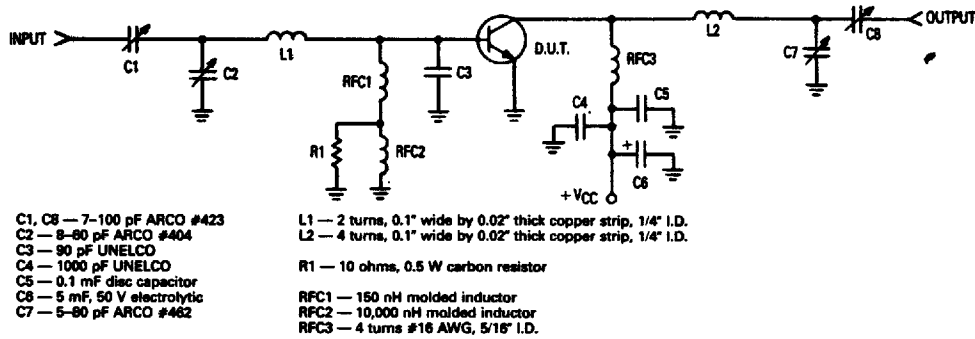 INPUT
C1
C2
L1
RFC1
R1
RFC2
C3
D.U.T.
RFC3
C4
C5
+
C6
+ VCC
L2
C7
C8
OUTPUT
C1, C8 — 7–100 pF ARCO #423
C2 — 8–60 pF ARCO #404
C3 — 90 pF UNELCO
C4 — 1000 pF UNELCO
C5 — 0.1 mF disc capacitor
C6 — 5 mF, 50 V electrolytic
C7 — 5–80 pF ARCO #462
L1 — 2 turns, 0.1" wide by 0.02" thick copper strip, 1/4" I.D.
L2 — 4 turns, 0.1" wide by 0.02" thick copper strip, 1/4" I.D.
R1 — 10 ohms, 0.5 W carbon resistor
RFC1 — 150 nH molded inductor
RFC2 — 10,000 nH molded inductor
RFC3 — 4 turns #16 AWG, 5/16" I.D.